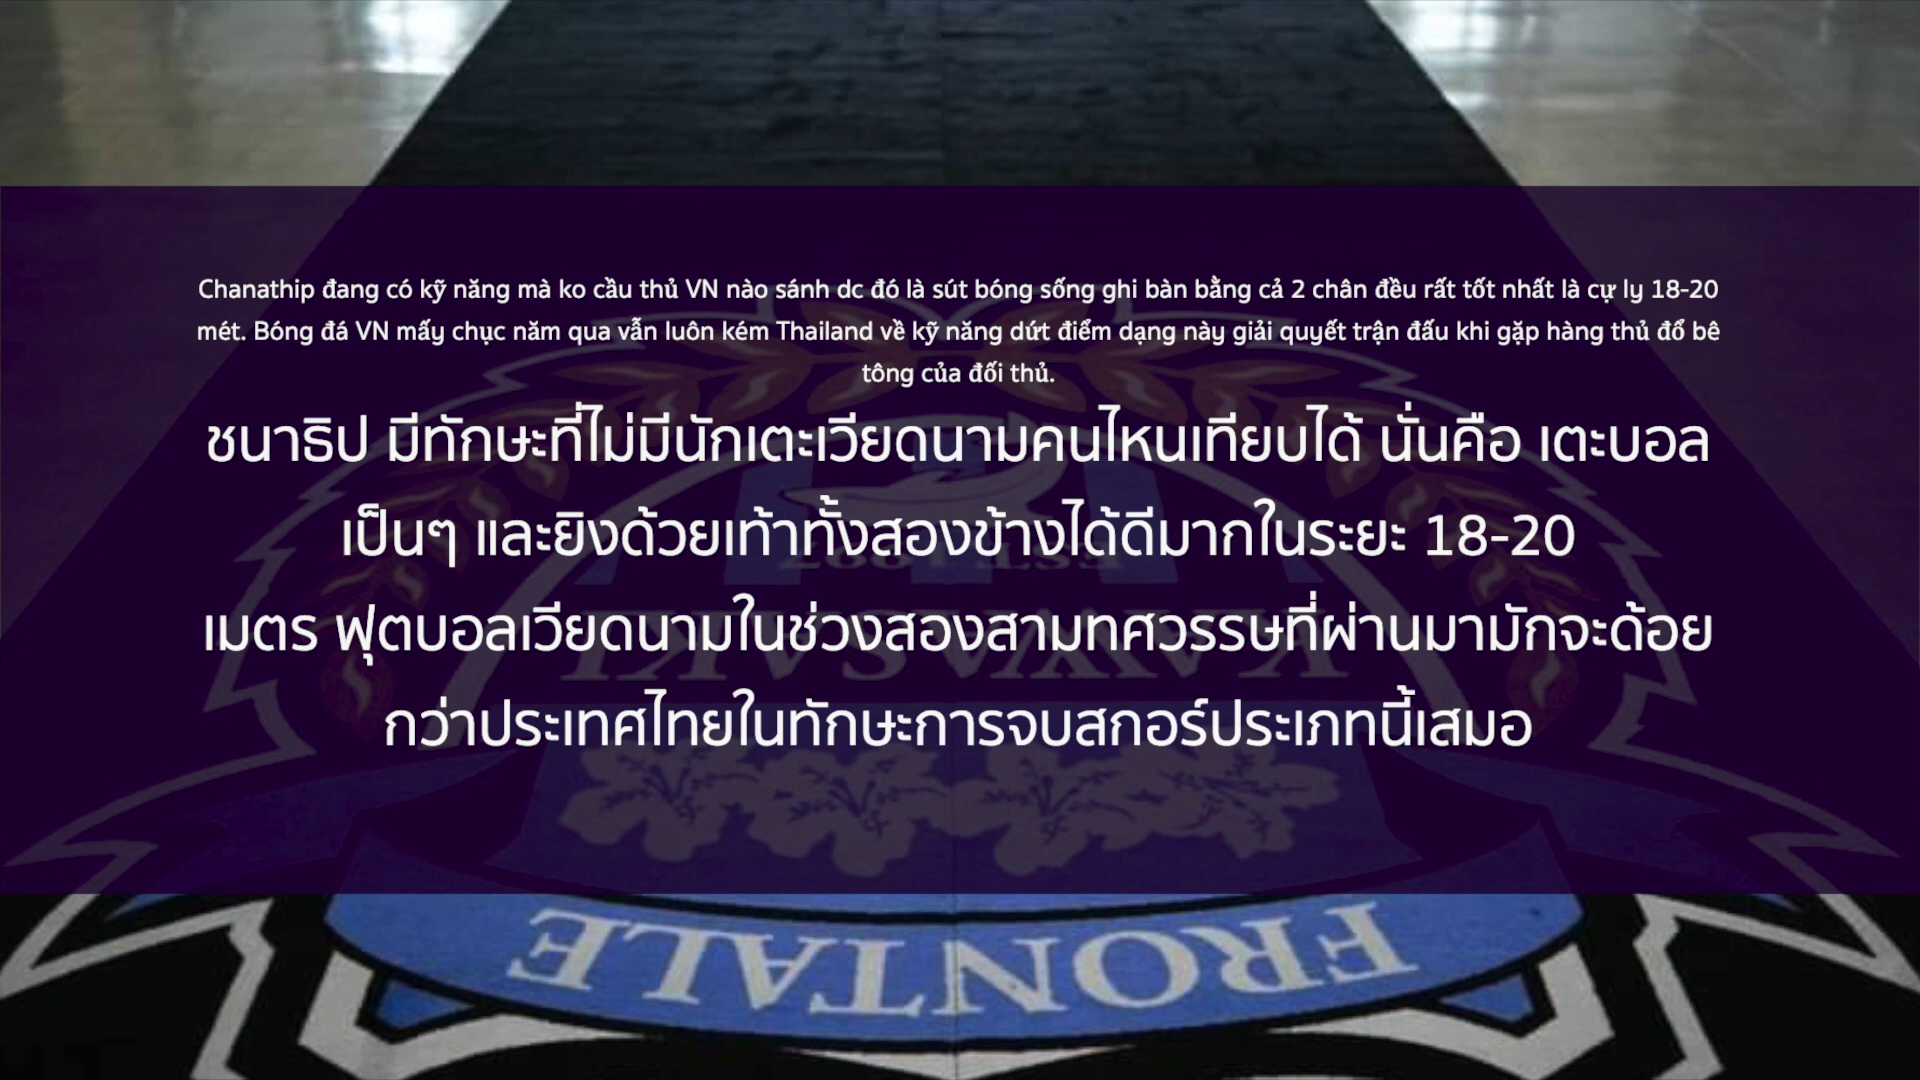 Chanathip đang có kỹ năng mà ko cầu thủ VN nào sánh dc đó là sút bóng sống ghi bàn bằng cả 2 chân đều rất tốt nhất là cự ly 18-20
mét. Bóng đá VN mấy chục năm qua vẫn luôn kém Thailand về kỹ năng dứt điểm dạng này giải quyết trận đấu khi gặp hàng thủ đổ bê
tông của đối thủ.
ชนาธิป มีทักษะที่ไม่มีนักเตะเวียดนามคนไหนเทียบได้ นั่นคือ เตะบอล
เป็นๆ และยิงด้วยเท้าทั้งสองข้างได้ดีมากในระยะ 18-20
เมตร ฟุตบอลเวียดนามในช่วงสองสามทศวรรษที่ผ่านมามักจะด้อย
กว่าประเทศไทยในทักษะการจบสกอร์ประเภทนี้เสมอ
EST.1997
KAWASAKI
FRONTALE